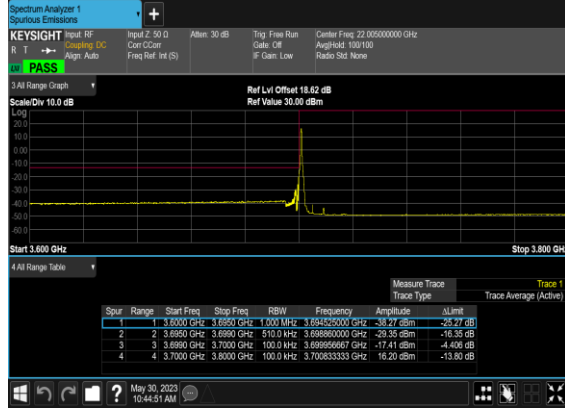 Spectrum Analyzer 1
Spurious Emissions
+
KEYSIGHT Input: RF Input Z: 50 Ω Atten: 30 dB Trig: Free Run Center Freq: 22.005000000 GHz
R T Coupling: DC Corr CCorr Gate: Off Avg|Hold: 100/100
Align: Auto Freq Ref: Int (S) IF Gain: Low Radio Std: None
PASS
3 All Range Graph
Ref Lvl Offset 18.62 dB
Scale/Div 10.0 dB Ref Value 30.00 dBm
Log
20.0
10.0
0.00
-10.0
-20.0
-30.0
-40.0
-50.0
-60.0
Start 3.600 GHz Stop 3.800 GH
4 All Range Table
Measure Trace Trace 1
Trace Type Trace Average (Active)
Spur Range Start Freq Stop Freq RBW Frequency Amplitude ΔLimit
1 1 3.6000 GHz 3.6950 GHz 1.000 MHz 3.694525000 GHz -38.27 dBm -25.27 dB
2 2 3.6950 GHz 3.6990 GHz 510.0 kHz 3.698860000 GHz -29.35 dBm -16.35 dB
3 3 3.6990 GHz 3.7000 GHz 100.0 kHz 3.699956667 GHz -17.41 dBm -4.406 dB
4 4 3.7000 GHz 3.8000 GHz 100.0 kHz 3.700833333 GHz 16.20 dBm -13.80 dB
? May 30, 2023
10:44:51 AM